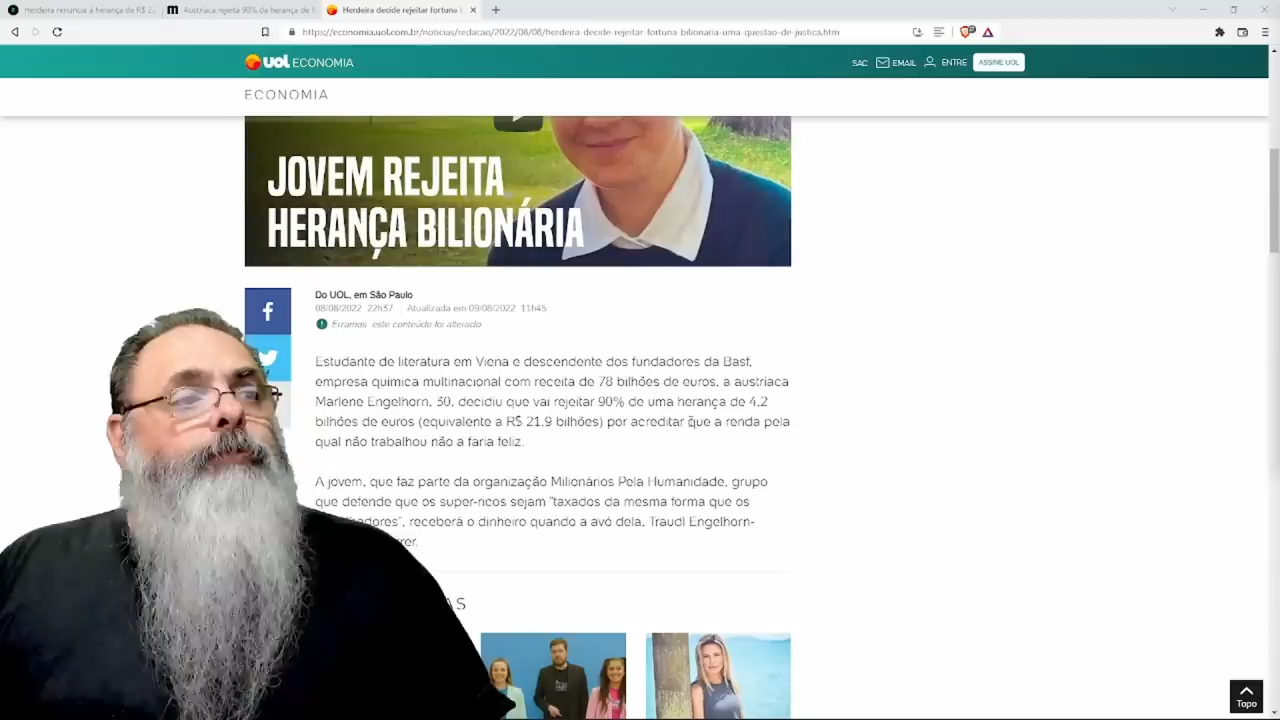 Herdeira renuncia à herança de R$ 22
Austríaca rejeita 90% da herança de R
Herdeira decide rejeitar fortuna
https://economia.uol.com.br/noticias/redacao/2022/08/08/herdeira-decide-rejeitar-fortuna-bilionaria-uma-questao-de-justica.htm
UOL ECONOMIA
SAC EMAIL ENTRE ASSINE UOL
ECONOMIA
JOVEM REJEITA
HERANÇA BILIONÁRIA
Do UOL, em São Paulo
08/08/2022 22h37 Atualizada em 09/08/2022 11h45
Erramos este conteúdo foi alterado
Estudante de literatura em Viena e descendente dos fundadores da Basf,
empresa química multinacional com receita de 78 bilhões de euros, a austríaca
Marlene Engelhorn, 30, decidiu que vai rejeitar 90% de uma herança de 4,2
bilhões de euros (equivalente a R$ 21,9 bilhões) por acreditar que a renda pela
qual não trabalhou não a faria feliz.
A jovem, que faz parte da organização Milionários Pela Humanidade, grupo
que defende que os super-ricos sejam "taxados da mesma forma que os
", receberá o dinheiro quando a avó dela, Traudl Engelhorn-
AS
Topo